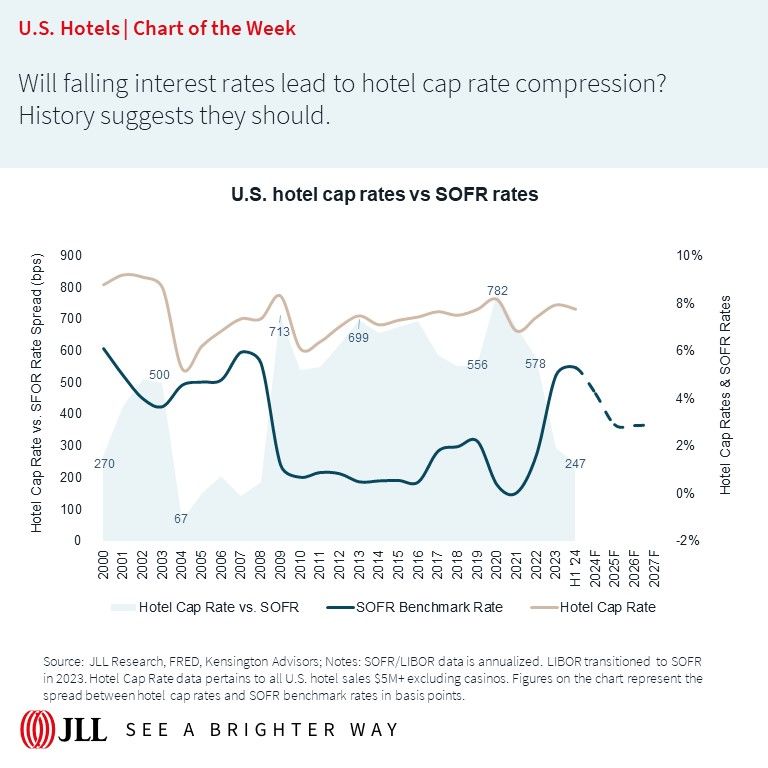 U.S. Hotels| Chart of the Week
Will falling interest rates lead to hotel cap rate compression?
History suggests they should.
U.S. hotel cap rates vs SOFR rates
Hotel Cap Rate vs. SFOR Rate Spread (bps)
900
800
700
600
500
400
300
200
100
0
270
500
67
713
699
556
782
578
247
10%
8%
6%
4%
2%
0%
-2%
Hotel Cap Rates & SOFR Rates
2000
2001
2002
2003
2004
2005
2006
2007
2008
2009
2010
2011
2012
2013
2014
2015
2016
2017
2018
2019
2020
2021
2022
2023
H1 '24
2024F
2025F
2026F
2027F
Hotel Cap Rate vs. SOFR
SOFR Benchmark Rate
Hotel Cap Rate
Source: JLL Research, FRED, Kensington Advisors; Notes: SOFR/LIBOR data is annualized. LIBOR transitioned to SOFR
in 2023. Hotel Cap Rate data pertains to all U.S. hotel sales $5M+ excluding casinos. Figures on the chart represent the
spread between hotel cap rates and SOFR benchmark rates in basis points.
JLL SEE A BRIGHTER WAY